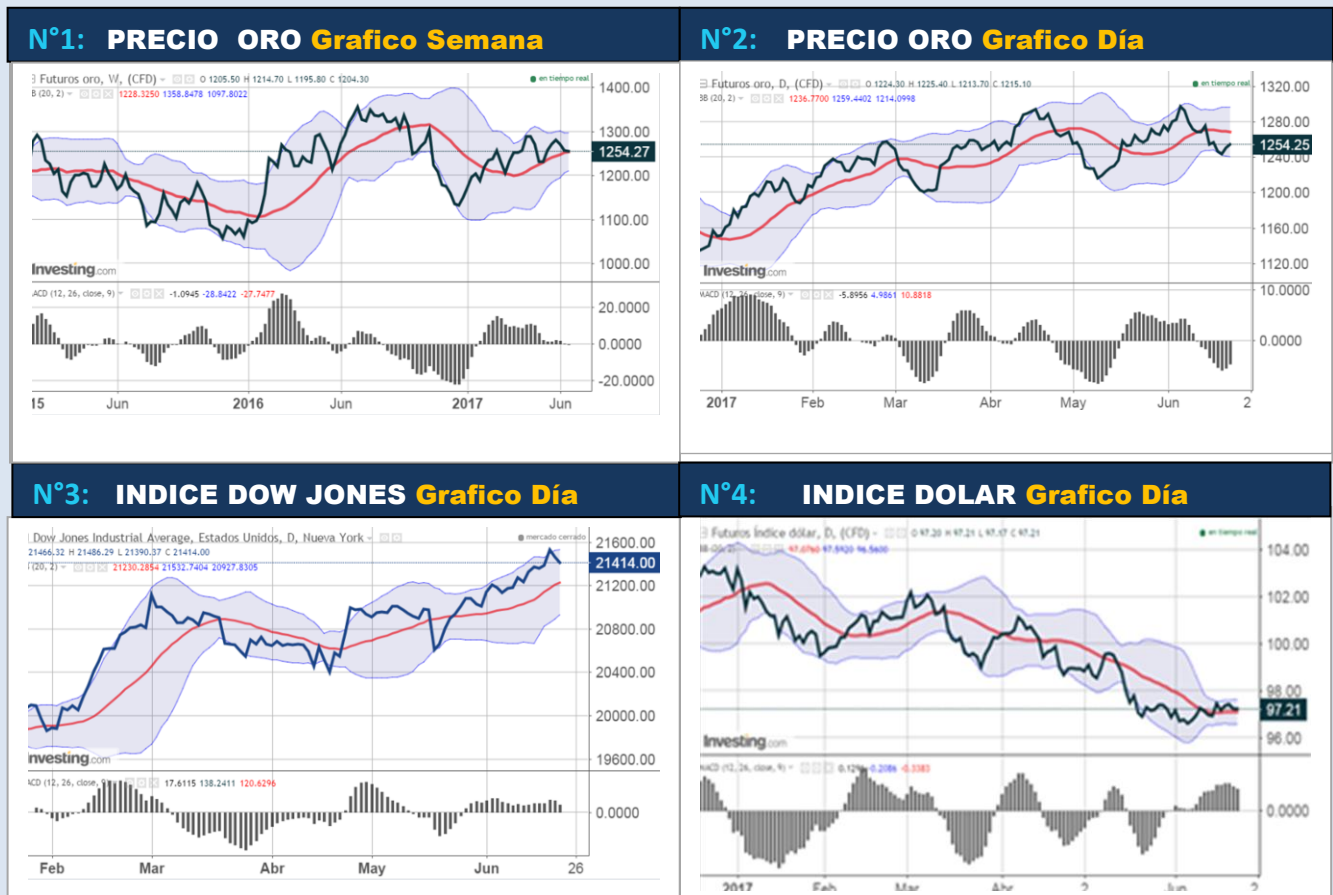 N°1: PRECIO ORO Grafico Semana
Futuros oro, W, (CFD) O 1205.50 H 1214.70 L 1195.80 C 1204.30 en tiempo real
B (20, 2) 1228.3250 1358.8478 1097.8022
1400.00
1300.00
1254.27
1200.00
1100.00
1000.00
Investing.com
ACD (12, 26, close, 9) -1.0945 -28.8422 -27.7477
20.0000
0.0000
-20.0000
15 Jun 2016 Jun 2017 Jun
N°2: PRECIO ORO Grafico Día
Futuros oro, D, (CFD) O 1224.30 H 1225.40 L 1213.70 C 1215.10 en tiempo real
BB (20, 2) 1236.7700 1259.4402 1214.0998
1320.00
1280.00
1254.25
1240.00
1200.00
1160.00
1120.00
Investing.com
MACD (12, 26, close, 9) -5.8956 4.9861 10.8818
10.0000
0.0000
2017 Feb Mar Abr May Jun 2
N°3: INDICE DOW JONES Grafico Día
Dow Jones Industrial Average, Estados Unidos, D, Nueva York mercado cerrado
21466.32 H 21486.29 L 21390.37 C 21414.00
(20, 2) 21230.2854 21532.7404 20927.8305
21600.00
21414.00
21200.00
20800.00
20400.00
20000.00
19600.00
Investing.com
ACD (12, 26, close, 9) 17.6115 138.2411 120.6296
0.0000
Feb Mar Abr May Jun 26
N°4: INDICE DOLAR Grafico Día
Futuros Índice dólar, D, (CFD) O 97.20 H 97.21 L 97.17 C 97.21 en tiempo real
(20, 2) 97.0760 97.5920 96.5600
104.00
102.00
100.00
98.00
97.21
96.00
Investing.com
MACD (12, 26, close, 9) -0.2086 -0.3383
0.0000
2017 Feb Mar Abr 2 Jun 2